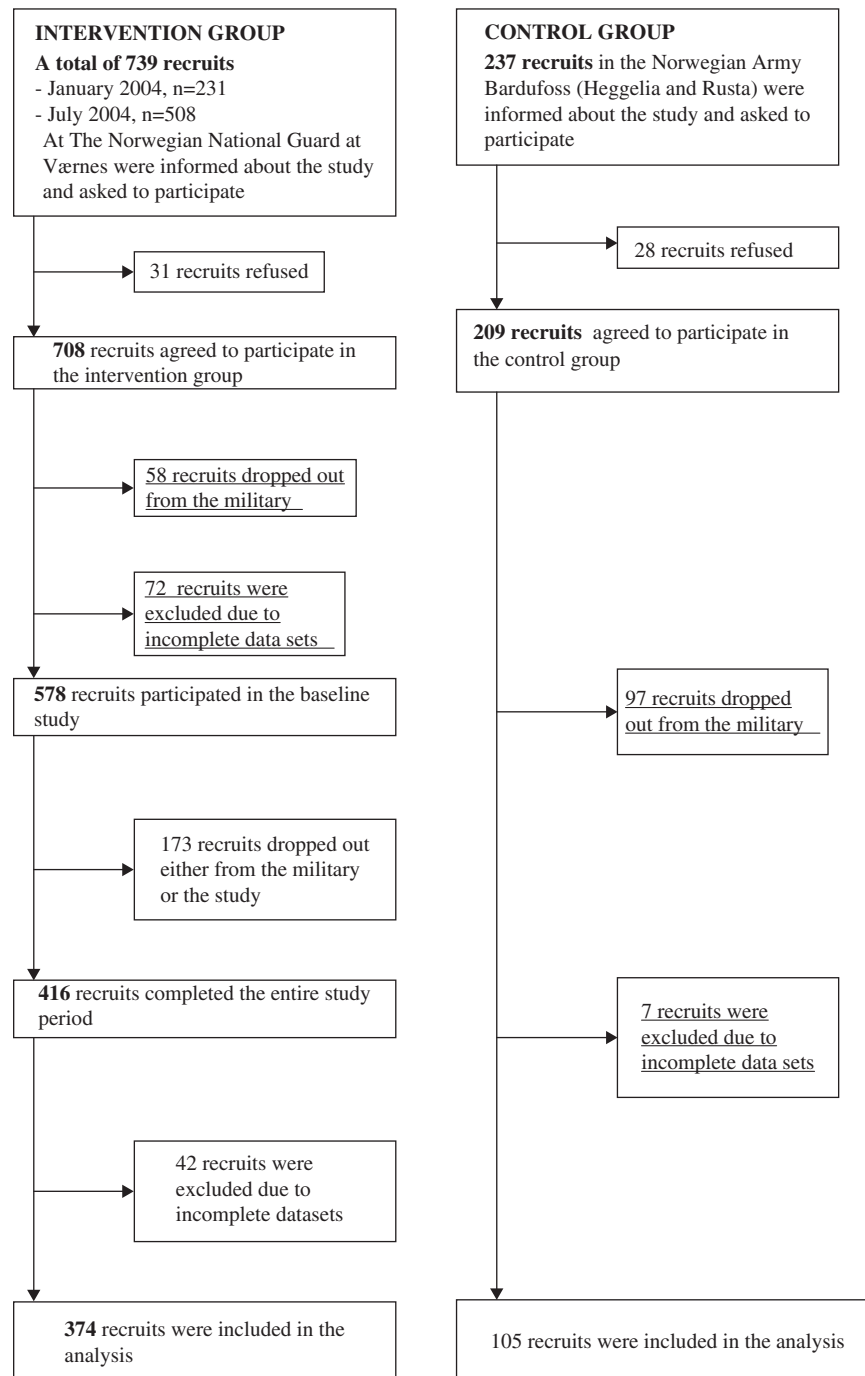 INTERVENTION GROUP
A total of 739 recruits
- January 2004, n=231
- July 2004, n=508
At The Norwegian National Guard at
Værnes were informed about the study
and asked to participate
31 recruits refused
708 recruits agreed to participate in
the intervention group
58 recruits dropped out
from the military
72 recruits were
excluded due to
incomplete data sets
578 recruits participated in the baseline
study
173 recruits dropped out
either from the military
or the study
416 recruits completed the entire study
period
42 recruits were
excluded due to
incomplete datasets
374 recruits were included in the
analysis
CONTROL GROUP
237 recruits in the Norwegian Army
Bardufoss (Heggelia and Rusta) were
informed about the study and asked to
participate
28 recruits refused
209 recruits agreed to participate in
the control group
97 recruits dropped
out from the military
7 recruits were
excluded due to
incomplete data sets
105 recruits were included in the analysis